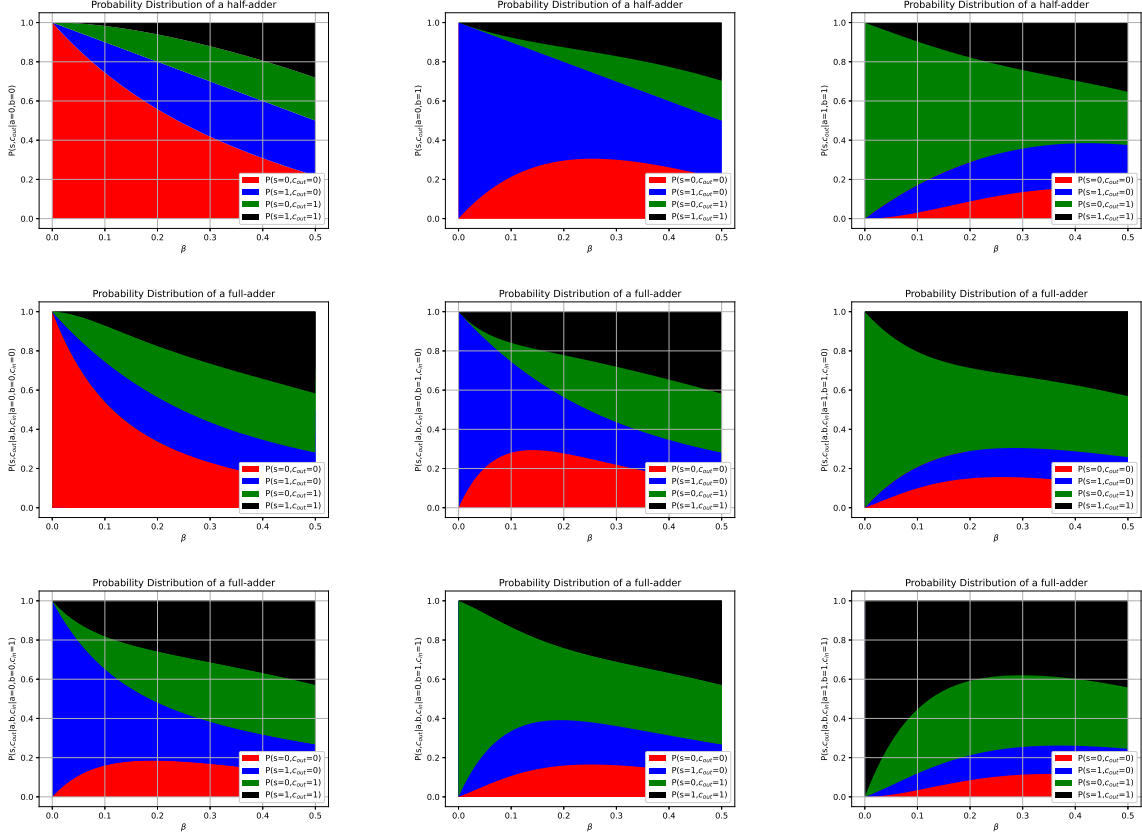 Probability Distribution of a half-adder
P(s,c_out|a=0,b=0)
1.0
0.8
0.6
0.4
0.2
0.0
P(s=0,c_out=0)
P(s=1,c_out=0)
P(s=0,c_out=1)
P(s=1,c_out=1)
0.0 0.1 0.2 0.3 0.4 0.5
β
Probability Distribution of a half-adder
P(s,c_out|a=0,b=1)
1.0
0.8
0.6
0.4
0.2
0.0
P(s=0,c_out=0)
P(s=1,c_out=0)
P(s=0,c_out=1)
P(s=1,c_out=1)
0.0 0.1 0.2 0.3 0.4 0.5
β
Probability Distribution of a half-adder
P(s,c_out|a=1,b=1)
1.0
0.8
0.6
0.4
0.2
0.0
P(s=0,c_out=0)
P(s=1,c_out=0)
P(s=0,c_out=1)
P(s=1,c_out=1)
0.0 0.1 0.2 0.3 0.4 0.5
β
Probability Distribution of a full-adder
P(s,c_out|a,b,c_in|a=0,b=0,c_in=0)
1.0
0.8
0.6
0.4
0.2
0.0
P(s=0,c_out=0)
P(s=1,c_out=0)
P(s=0,c_out=1)
P(s=1,c_out=1)
0.0 0.1 0.2 0.3 0.4 0.5
β
Probability Distribution of a full-adder
P(s,c_out|a,b,c_in|a=0,b=1,c_in=0)
1.0
0.8
0.6
0.4
0.2
0.0
P(s=0,c_out=0)
P(s=1,c_out=0)
P(s=0,c_out=1)
P(s=1,c_out=1)
0.0 0.1 0.2 0.3 0.4 0.5
β
Probability Distribution of a full-adder
P(s,c_out|a,b,c_in|a=1,b=1,c_in=0)
1.0
0.8
0.6
0.4
0.2
0.0
P(s=0,c_out=0)
P(s=1,c_out=0)
P(s=0,c_out=1)
P(s=1,c_out=1)
0.0 0.1 0.2 0.3 0.4 0.5
β
Probability Distribution of a full-adder
P(s,c_out|a,b,c_in|a=0,b=0,c_in=1)
1.0
0.8
0.6
0.4
0.2
0.0
P(s=0,c_out=0)
P(s=1,c_out=0)
P(s=0,c_out=1)
P(s=1,c_out=1)
0.0 0.1 0.2 0.3 0.4 0.5
β
Probability Distribution of a full-adder
P(s,c_out|a,b,c_in|a=0,b=1,c_in=1)
1.0
0.8
0.6
0.4
0.2
0.0
P(s=0,c_out=0)
P(s=1,c_out=0)
P(s=0,c_out=1)
P(s=1,c_out=1)
0.0 0.1 0.2 0.3 0.4 0.5
β
Probability Distribution of a full-adder
P(s,c_out|a,b,c_in|a=1,b=1,c_in=1)
1.0
0.8
0.6
0.4
0.2
0.0
P(s=0,c_out=0)
P(s=1,c_out=0)
P(s=0,c_out=1)
P(s=1,c_out=1)
0.0 0.1 0.2 0.3 0.4 0.5
β